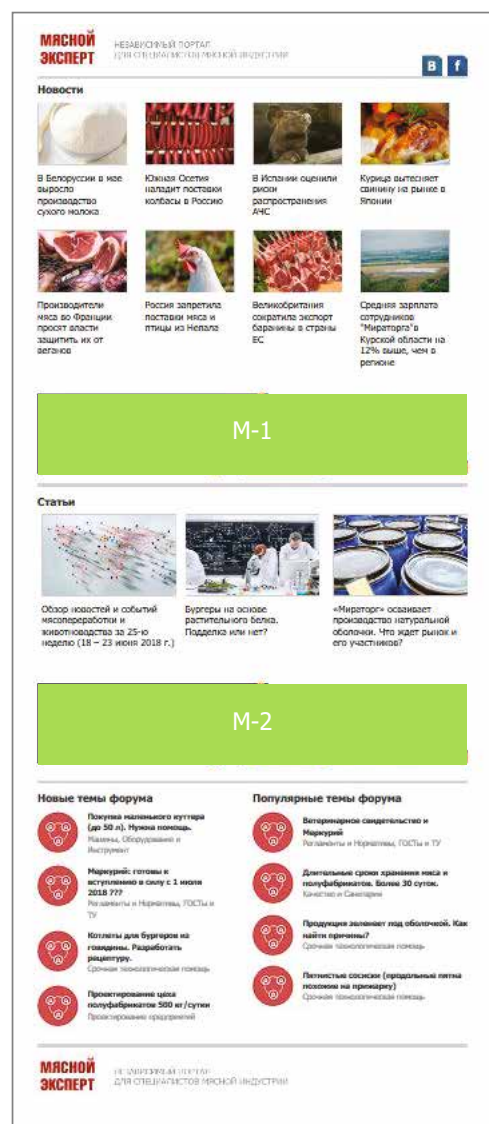 МЯСНОЙ
ЭКСПЕРТ
НЕЗАВИСИМЫЙ ПОРТАЛ
ДЛЯ СПЕЦИАЛИСТОВ МЯСНОЙ ИНДУСТРИИ
В f
Новости
В Белоруссии в мае
выросло
производство
сухого молока
Южная Осетия
наладит поставки
колбасы в Россию
В Испании оценили
риски
распространения
АЧС
Курица вытесняет
свинину на рынке в
Японии
Производители
мяса во Франции
просят власти
защитить их от
веганов
Россия запретила
поставки мяса и
птицы из Непала
Великобритания
сократила экспорт
баранины в страны
ЕС
Средняя зарплата
сотрудников
"Мираторга"в
Курской области на
12% выше, чем в
регионе
М-1
Статьи
Обзор новостей и событий
мясопереработки и
животноводства за 25-ю
неделю (18 – 23 июня 2018 г.)
Бургеры на основе
растительного белка.
Подделка или нет?
«Мираторг» осваивает
производство натуральной
оболочки. Что ждет рынок и
его участников?
М-2
Новые темы форума
Покупка маленького куттера
(до 50 л). Нужна помощь.
Машины, Оборудование и
Инструмент
Меркурий: готовы к
вступлению в силу с 1 июля
2018 ???
Регламенты и Нормативы, ГОСТы и
ТУ
Котлеты для бургеров из
говядины. Разработать
рецептуру.
Срочная технологическая помощь
Проектирование цеха
полуфабрикатов 500 кг/сутки
Проектирование предприятий
Популярные темы форума
Ветеринарное свидетельство и
Меркурий
Регламенты и Нормативы, ГОСТы и ТУ
Длительные сроки хранения мяса и
полуфабрикатов. Более 30 суток.
Качество и Санитария
Продукция зеленеет под оболочкой. Как
найти причины?
Срочная технологическая помощь
Пятнистые сосиски (продольные пятна
похожие на прижарку)
Срочная технологическая помощь
МЯСНОЙ
ЭКСПЕРТ
НЕЗАВИСИМЫЙ ПОРТАЛ
ДЛЯ СПЕЦИАЛИСТОВ МЯСНОЙ ИНДУСТРИИ